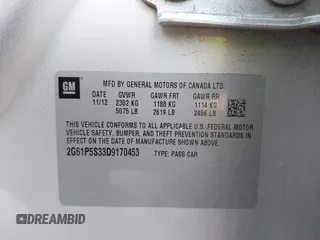 GM
MFD BY GENERAL MOTORS OF CANADA LTD.
DATE GVWR GAWR FRT GAWR RR
11/12 2302 KG 1188 KG 1114 KG
5075 LB 2619 LB 2456 LB
THIS VEHICLE CONFORMS TO ALL APPLICABLE U.S. FEDERAL MOTOR
VEHICLE SAFETY, BUMPER, AND THEFT PREVENTION STANDARDS IN
EFFECT ON THE DATE OF MANUFACTURE SHOWN ABOVE.
2G61P5S33D9170453 TYPE: PASS CAR
DREAMBID